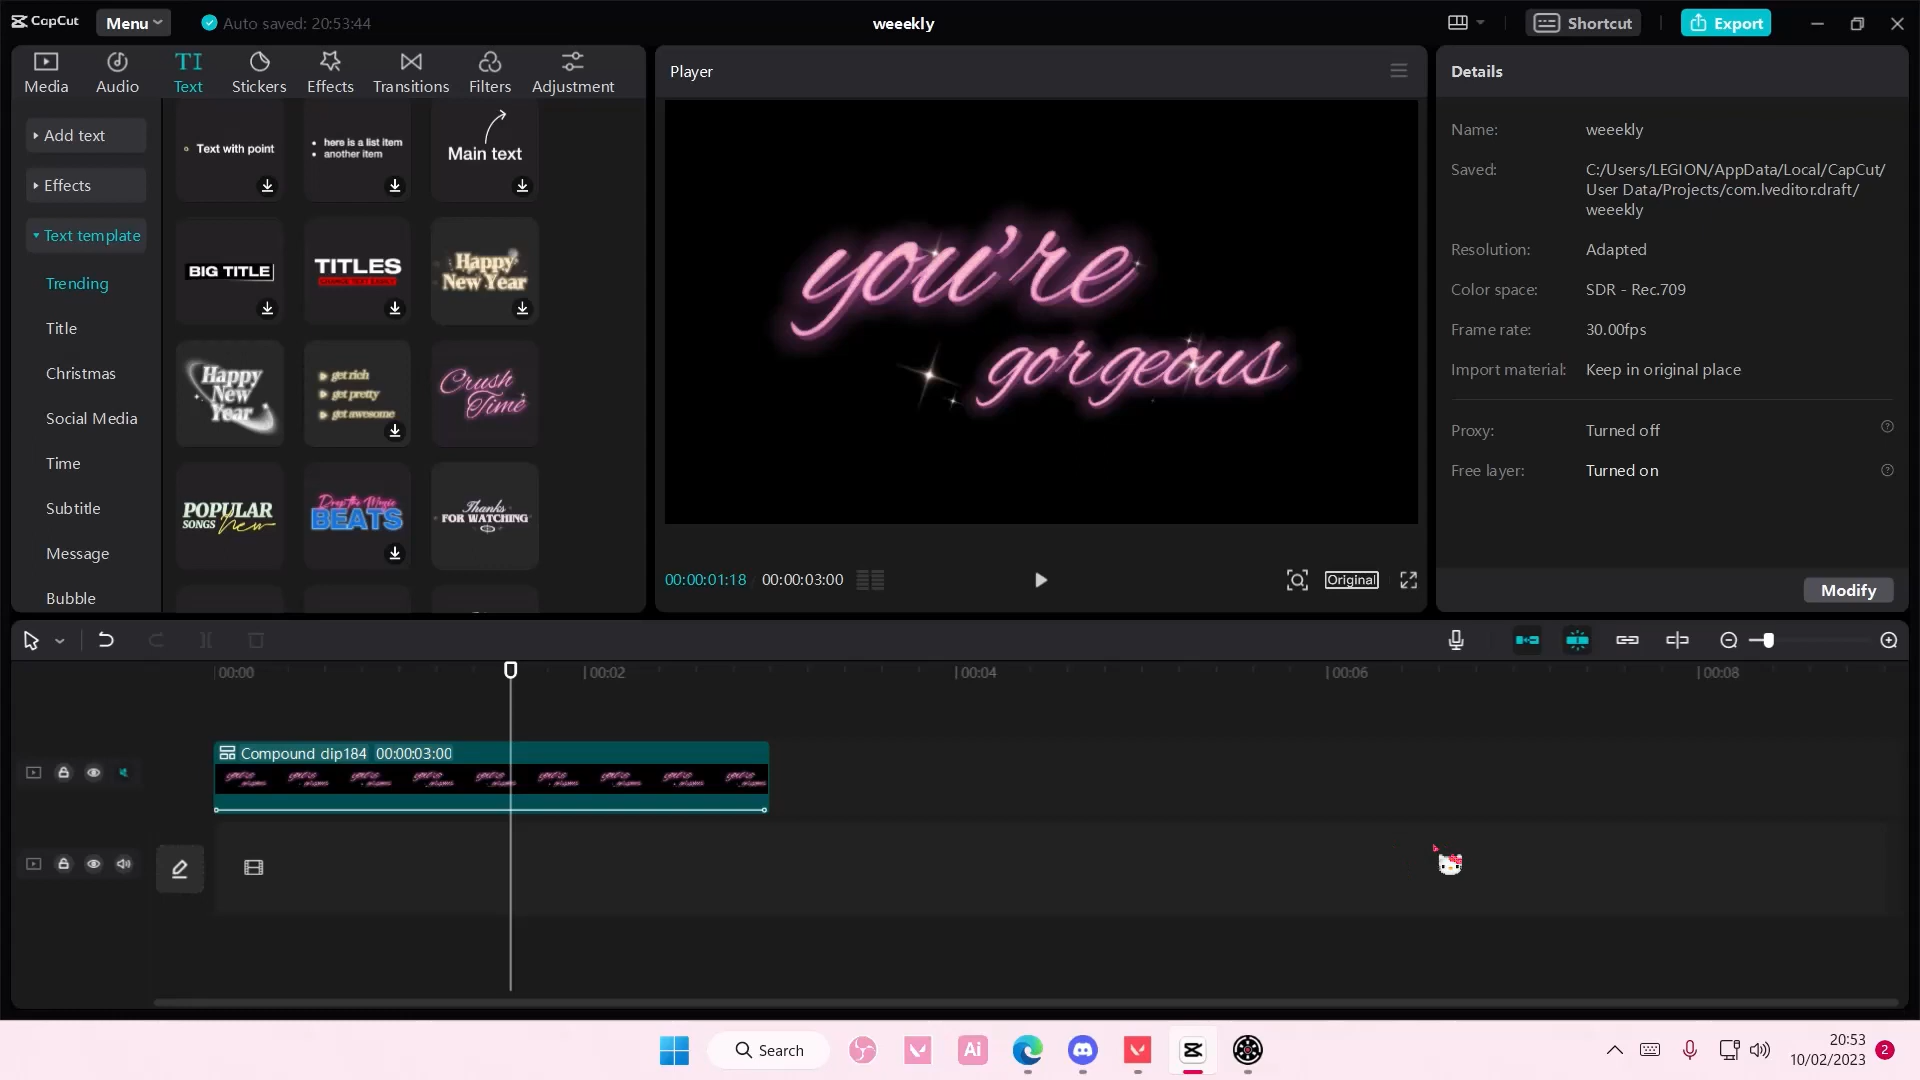 CapCut
Menu
Auto saved: 20:53:44
weeekly
Shortcut
Export
Media
Audio
TI
Text
Stickers
Effects
Transitions
Filters
Adjustment
Add text
Effects
Text template
Trending
Title
Christmas
Social Media
Time
Subtitle
Message
Bubble
Text with point
here is a list item
another item
Main text
BIG TITLE
TITLES
Happy
New Year
Happy
New
Year
get rich
get pretty
get awesome
Crush
Time
POPULAR
SONGS New
Drop the Music
BEATS
Thanks
FOR WATCHING
Player
you're
gorgeous
00:00:01:18
00:00:03:00
Original
Details
Name: weeekly
Saved: C:/Users/LEGION/AppData/Local/CapCut/
User Data/Projects/com.lveditor.draft/
weeekly
Resolution: Adapted
Color space: SDR - Rec.709
Frame rate: 30.00fps
Import material: Keep in original place
Proxy: Turned off
Free layer: Turned on
Modify
00:00
00:02
00:04
00:06
00:08
Compound clip184 00:00:03:00
Search
Ai
20:53
10/02/2023
2